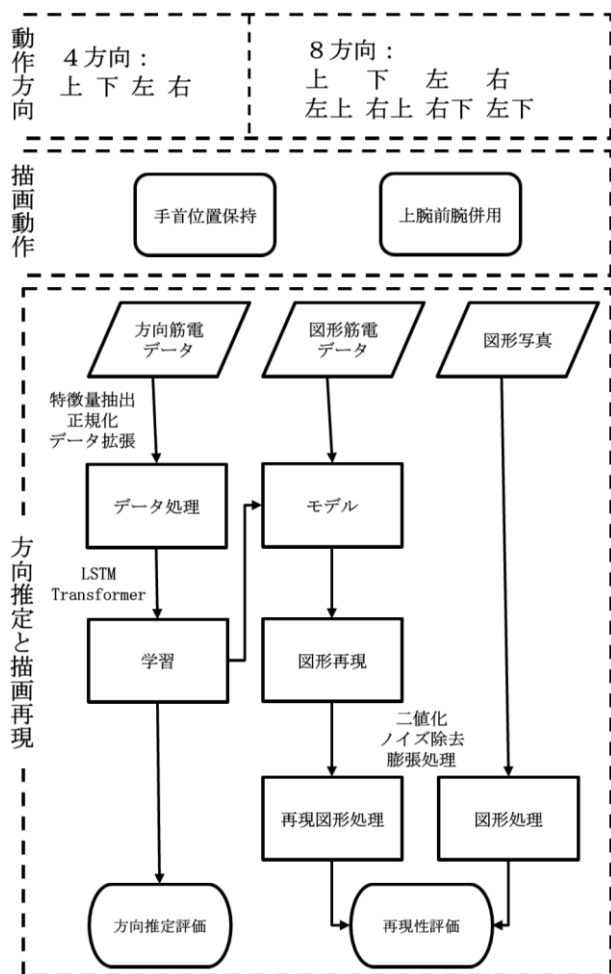 動作方向
4方向：
上 下 左 右
8方向：
上 下 左 右
左上 右上 右下 左下
描画動作
手首位置保持
上腕前腕併用
方向推定と描画再現
方向筋電
データ
図形筋電
データ
図形写真
特徴量抽出
正規化
データ拡張
データ処理
モデル
LSTM
Transformer
学習
図形再現
二値化
ノイズ除去
膨張処理
再現図形処理
図形処理
方向推定評価
再現性評価